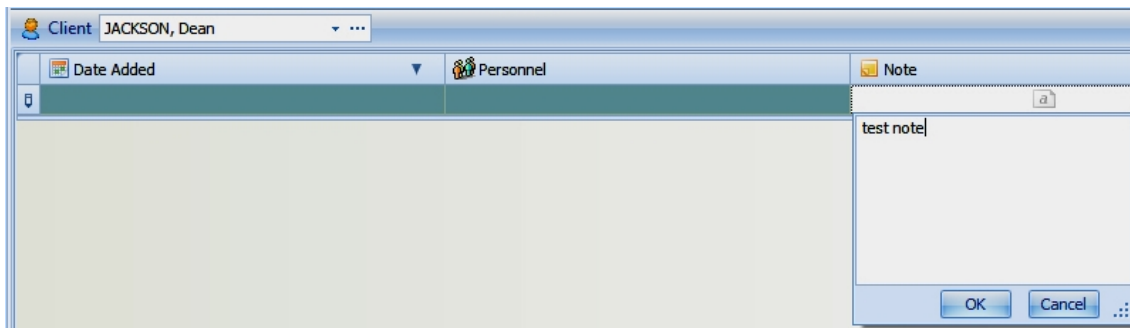 Client JACKSON, Dean
Date Added Personnel Note
a
test note
OK Cancel